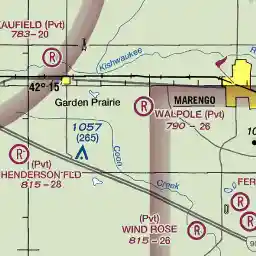 AUFIELD (Pvt)
783 - 20
R
Kishwaukee
42° 15
Garden Prairie
R
MARENGO
WALPOLE (Pvt)
790 - 26
1057
(265)
R
(Pvt)
HENDERSON FLD
815 - 28
Coon
Creek
FER
R
(Pvt)
WIND ROSE
815 - 26
R
R